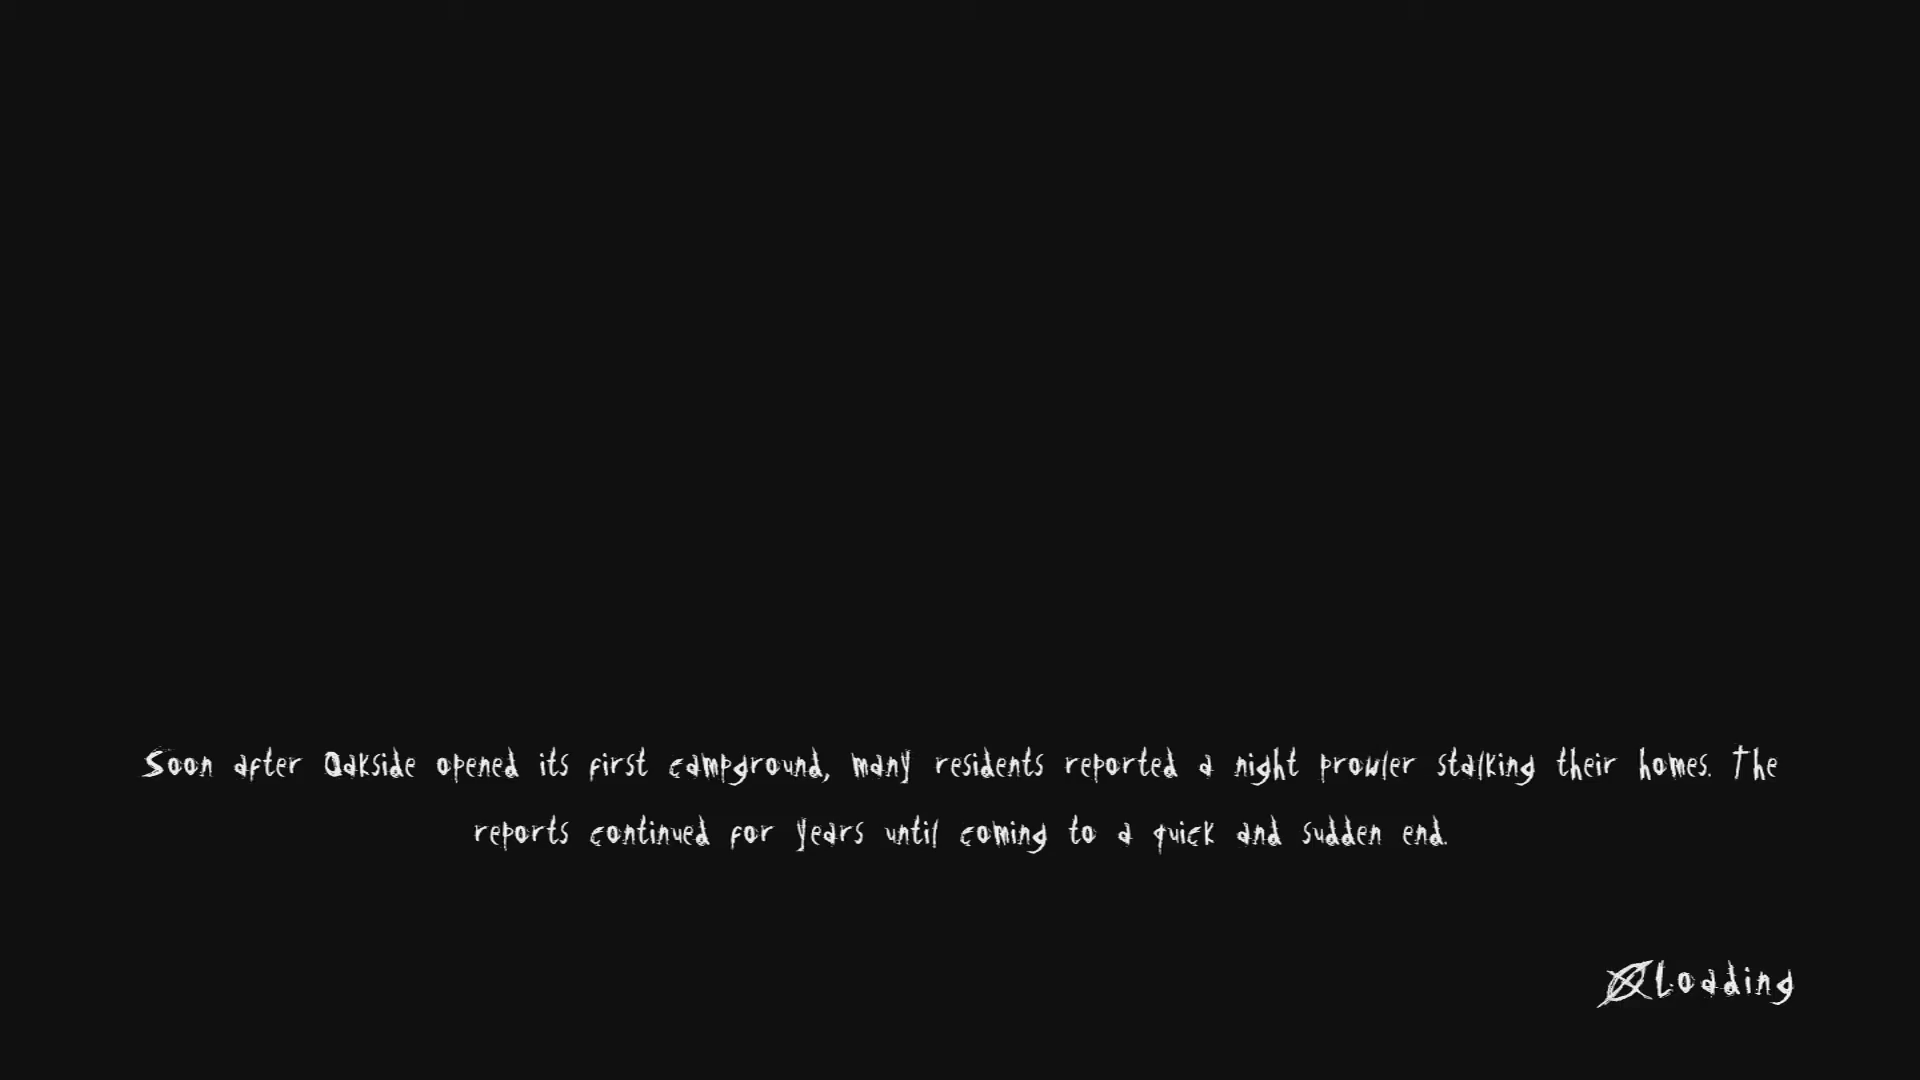 Soon after Oakside opened its first campground, many residents reported a night prowler stalking their homes. The
reports continued for years until coming to a quick and sudden end.
Loading